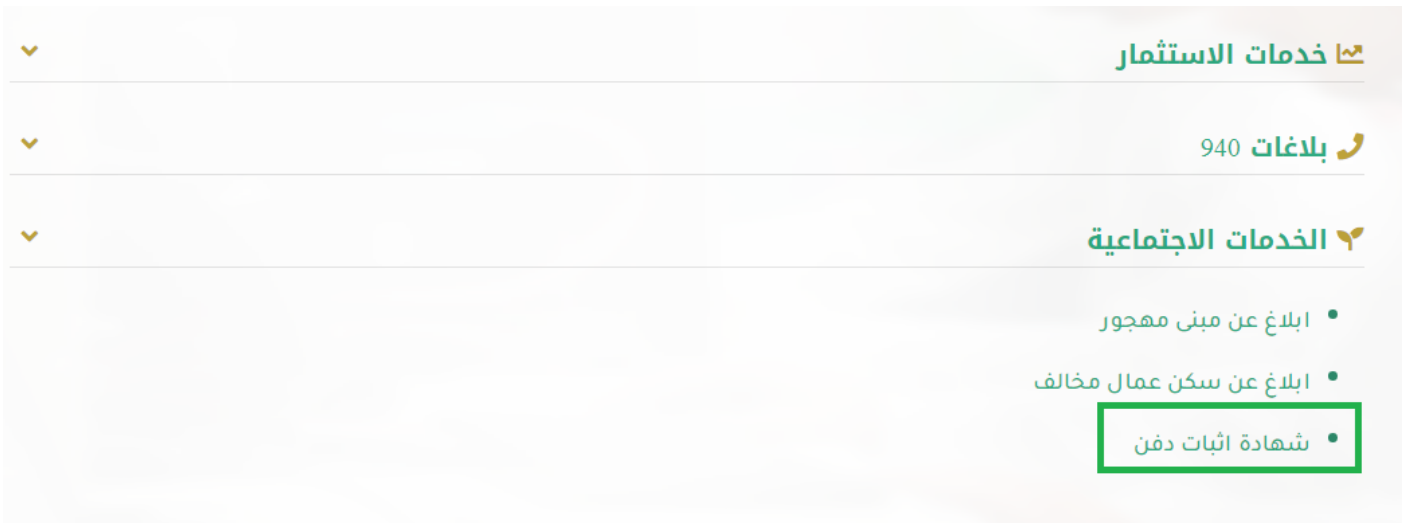 خدمات الاستثمار
بلاغات 940
الخدمات الاجتماعية
ابلاغ عن مبنى مهجور
ابلاغ عن سكن عمال مخالف
شهادة اثبات دفن